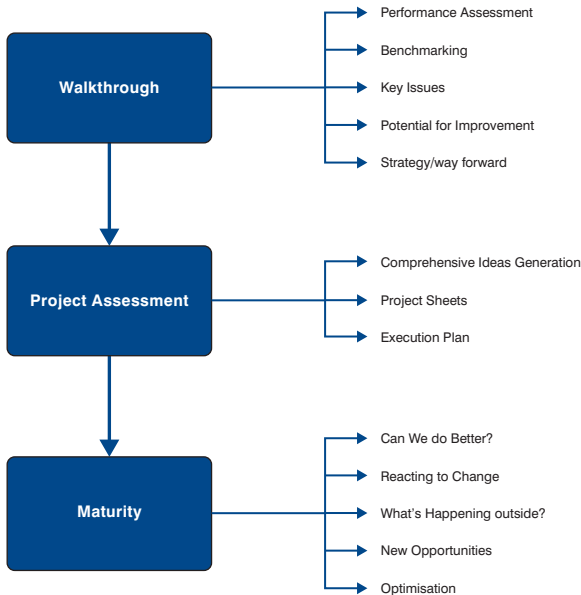 Walkthrough
Performance Assessment
Benchmarking
Key Issues
Potential for Improvement
Strategy/way forward
Project Assessment
Comprehensive Ideas Generation
Project Sheets
Execution Plan
Maturity
Can We do Better?
Reacting to Change
What's Happening outside?
New Opportunities
Optimisation